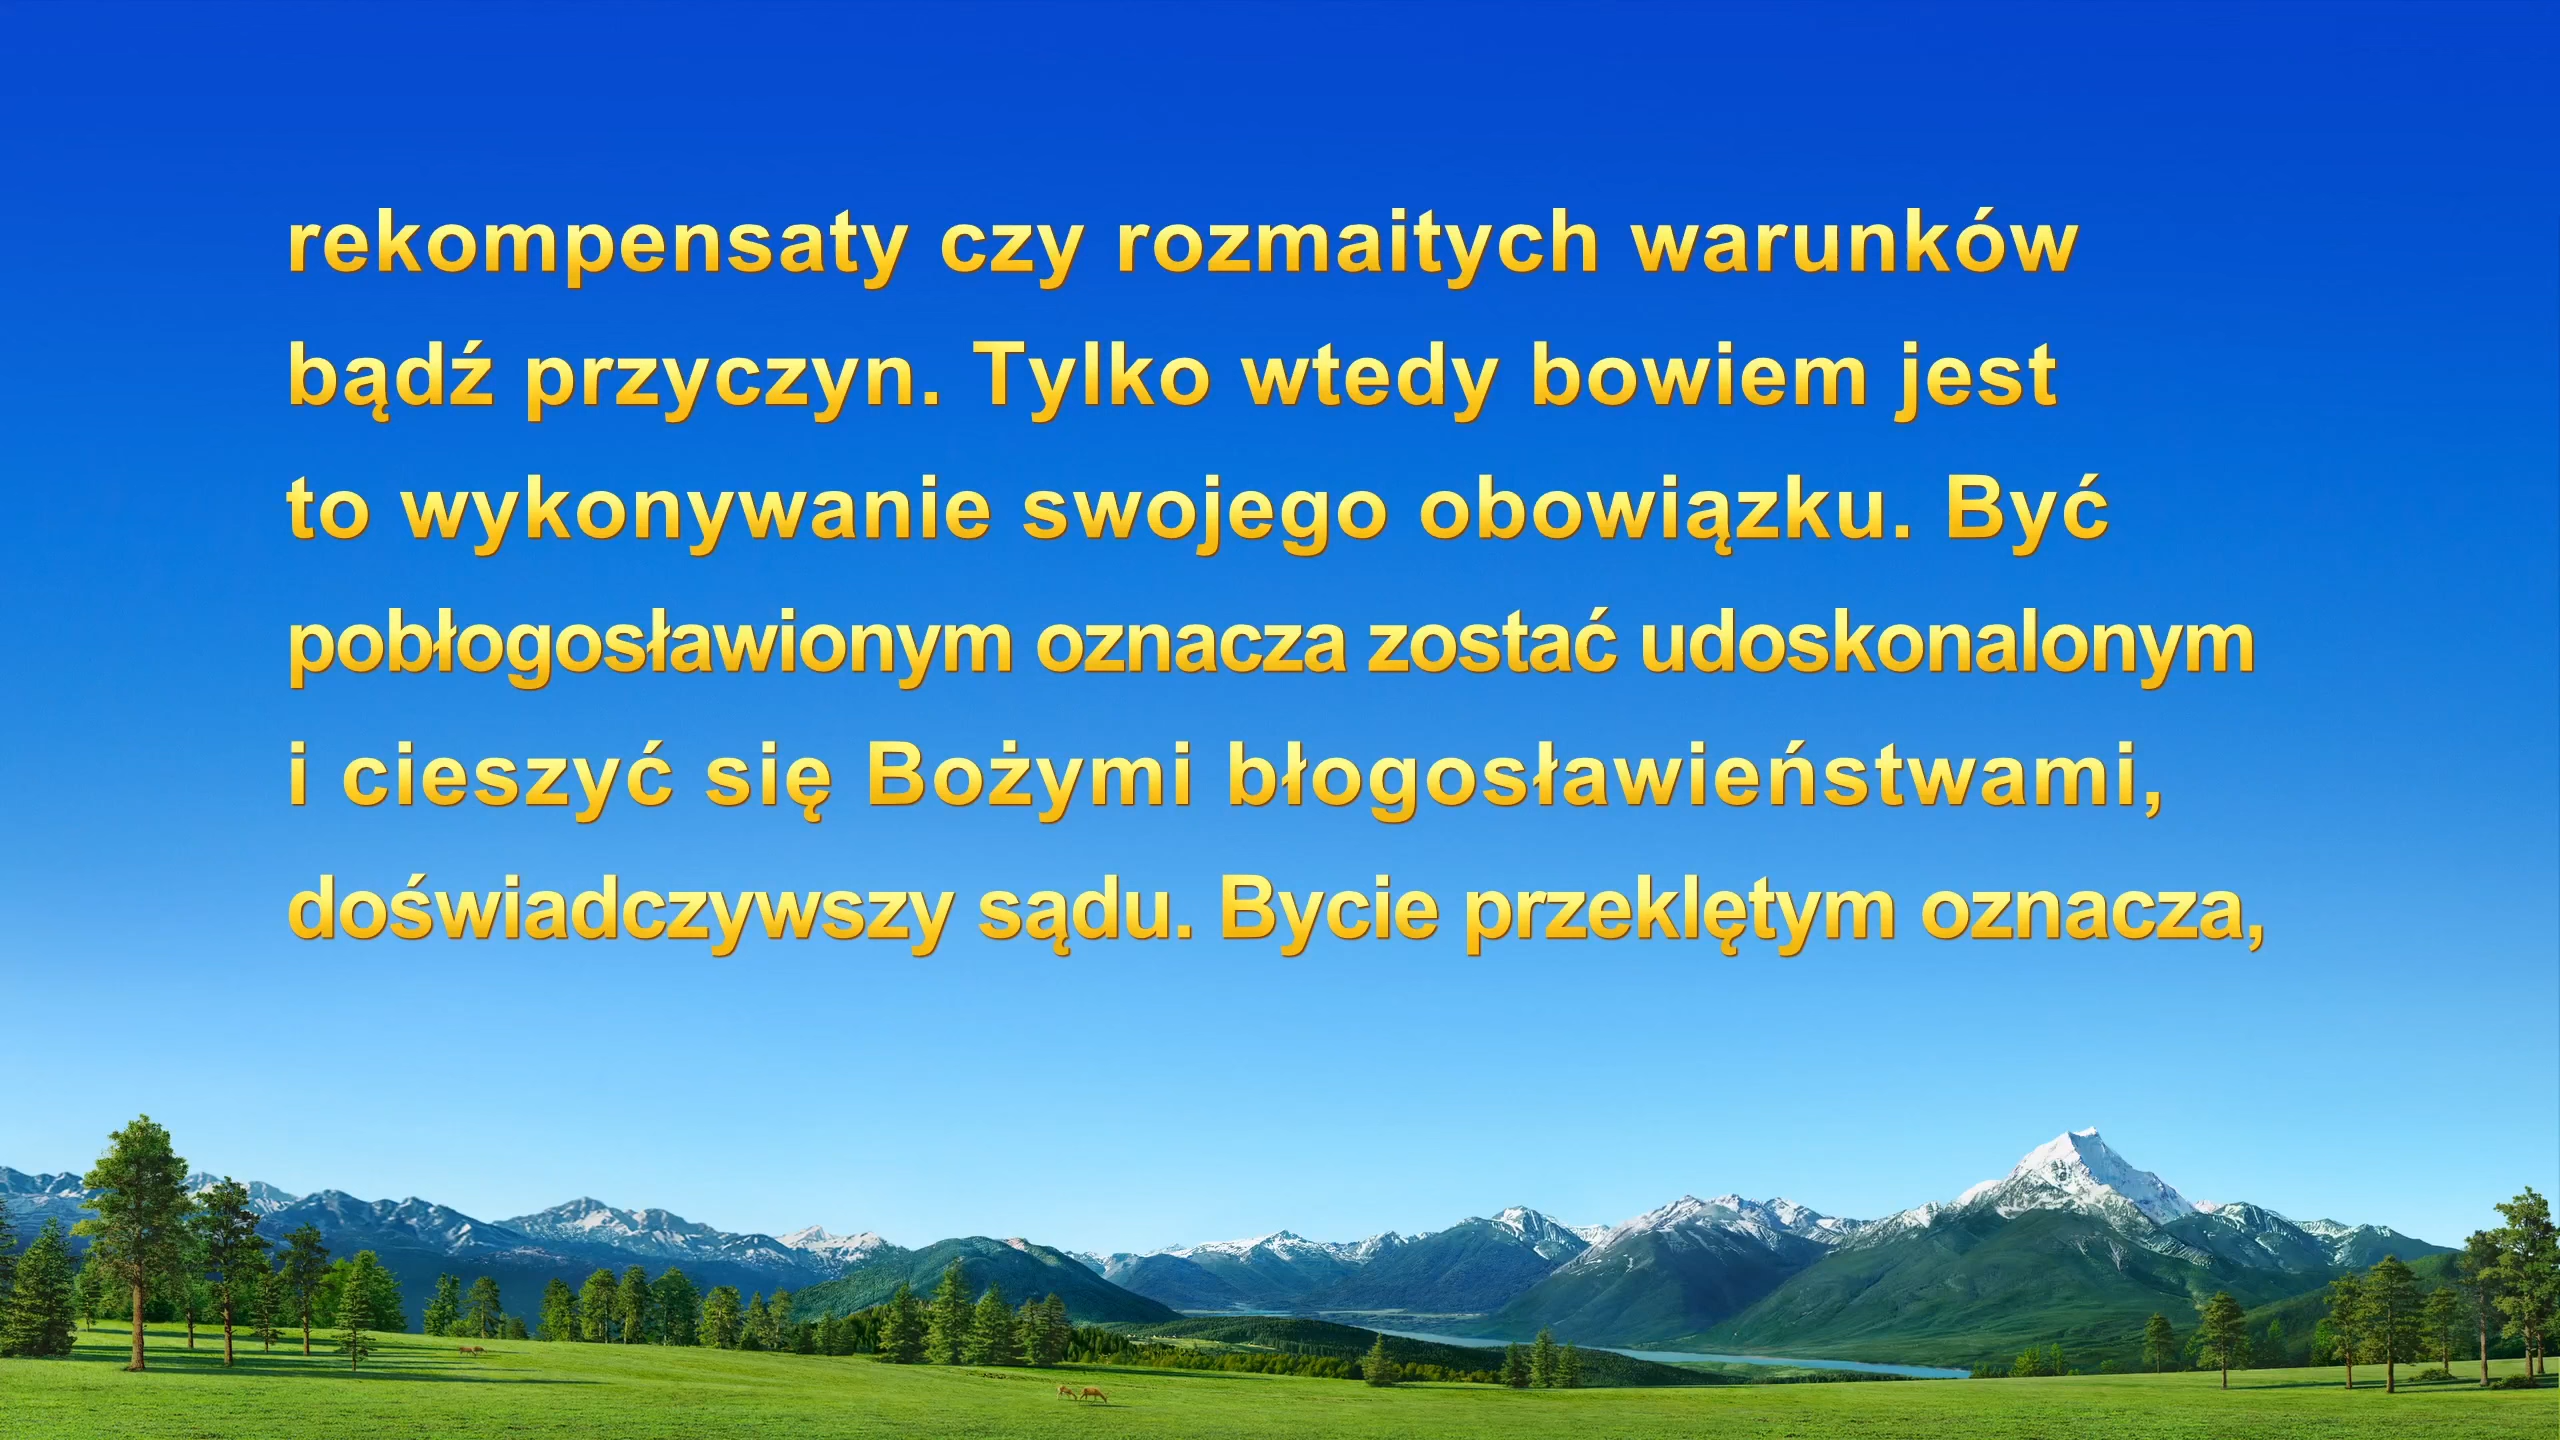 rekompensaty czy rozmaitych warunków
bądź przyczyn. Tylko wtedy bowiem jest
to wykonywanie swojego obowiązku. Być
pobłogosławionym oznacza zostać udoskonalonym
i cieszyć się Bożymi błogosławieństwami,
doświadczywszy sądu. Bycie przeklętym oznacza,